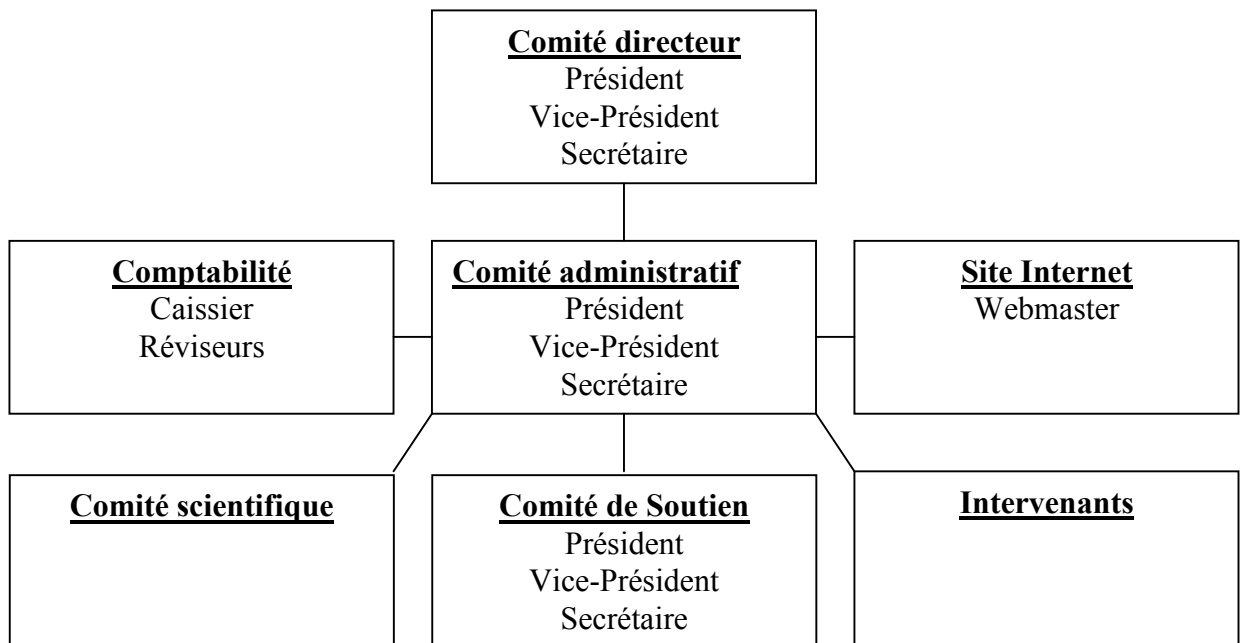 Comité directeur
Président
Vice-Président
Secrétaire
Comptabilité
Caissier
Réviseurs
Comité administratif
Président
Vice-Président
Secrétaire
Site Internet
Webmaster
Comité scientifique
Comité de Soutien
Président
Vice-Président
Secrétaire
Intervenants